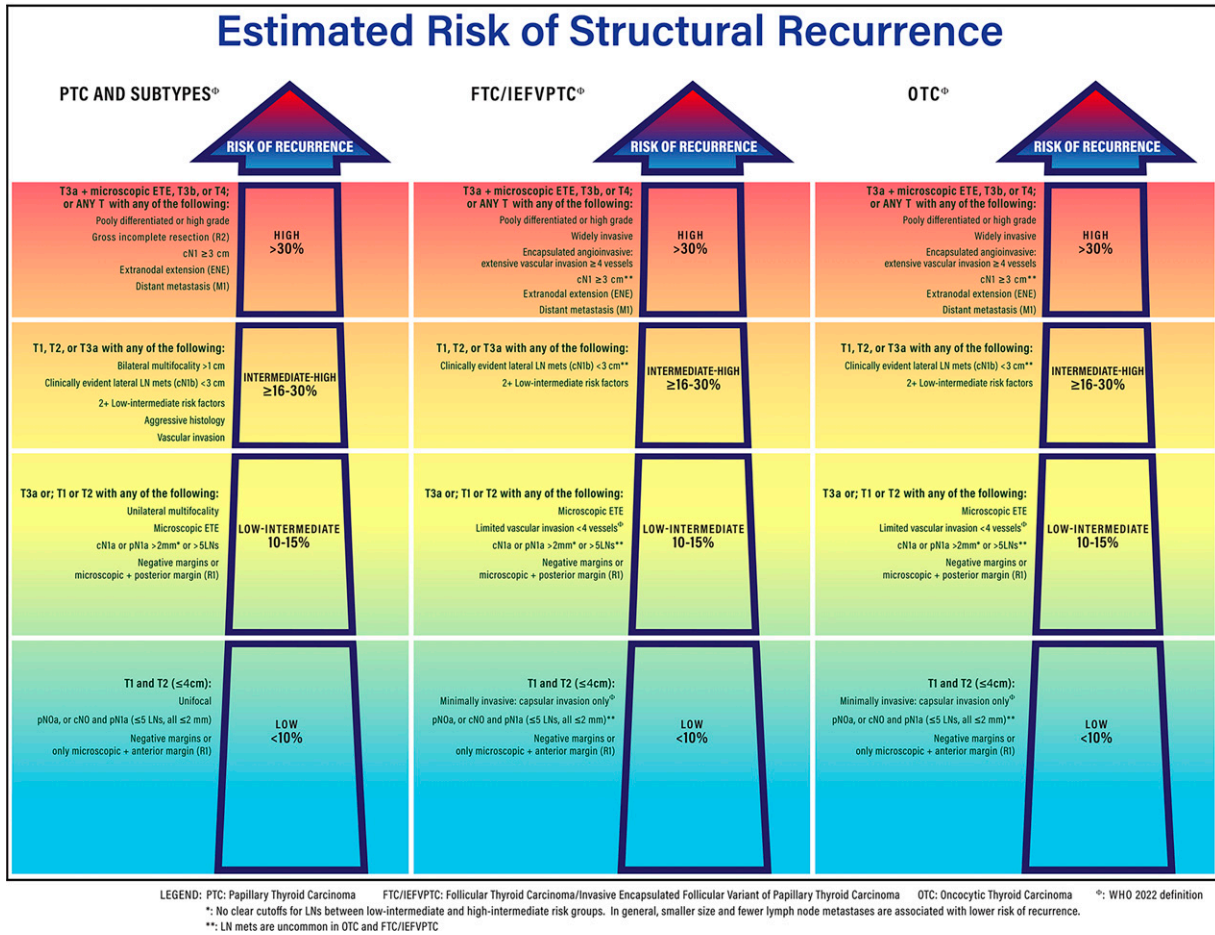 Estimated Risk of Structural Recurrence
PTC AND SUBTYPESΦ
RISK OF RECURRENCE
T3a + microscopic ETE, T3b, or T4;
or ANY T with any of the following:
Pooly differentiated or high grade
Gross incomplete resection (R2)
cN1 ≥3 cm
Extranodal extension (ENE)
Distant metastasis (M1)
HIGH
>30%
T1, T2, or T3a with any of the following:
Bilateral multifocality >1 cm
Clinically evident lateral LN mets (cN1b) <3 cm
2+ Low-intermediate risk factors
Aggressive histology
Vascular invasion
INTERMEDIATE-HIGH
≥16-30%
T3a or; T1 or T2 with any of the following:
Unilateral multifocality
Microscopic ETE
cN1a or pN1a >2mm* or >5LNs
Negative margins or
microscopic + posterior margin (R1)
LOW-INTERMEDIATE
10-15%
T1 and T2 (≤4cm):
Unifocal
pN0a, or cN0 and pN1a (≤5 LNs, all ≤2 mm)
Negative margins or
only microscopic + anterior margin (R1)
LOW
<10%
FTC/IEFVPTCΦ
RISK OF RECURRENCE
T3a + microscopic ETE, T3b, or T4;
or ANY T with any of the following:
Pooly differentiated or high grade
Widely invasive
Encapsulated angioinvasive:
extensive vascular invasion ≥ 4 vessels
cN1 ≥3 cm**
Extranodal extension (ENE)
Distant metastasis (M1)
HIGH
>30%
T1, T2, or T3a with any of the following:
Clinically evident lateral LN mets (cN1b) <3 cm**
2+ Low-intermediate risk factors
INTERMEDIATE-HIGH
≥16-30%
T3a or; T1 or T2 with any of the following:
Microscopic ETE
Limited vascular invasion <4 vesselsΦ
cN1a or pN1a >2mm* or >5LNs**
Negative margins or
microscopic + posterior margin (R1)
LOW-INTERMEDIATE
10-15%
T1 and T2 (≤4cm):
Minimally invasive: capsular invasion onlyΦ
pN0a, or cN0 and pN1a (≤5 LNs, all ≤2 mm)**
Negative margins or
only microscopic + anterior margin (R1)
LOW
<10%
OTCΦ
RISK OF RECURRENCE
T3a + microscopic ETE, T3b, or T4;
or ANY T with any of the following:
Pooly differentiated or high grade
Widely invasive
Encapsulated angioinvasive:
extensive vascular invasion ≥ 4 vessels
cN1 ≥3 cm**
Extranodal extension (ENE)
Distant metastasis (M1)
HIGH
>30%
T1, T2, or T3a with any of the following:
Clinically evident lateral LN mets (cN1b) <3 cm**
2+ Low-intermediate risk factors
INTERMEDIATE-HIGH
≥16-30%
T3a or; T1 or T2 with any of the following:
Microscopic ETE
Limited vascular invasion <4 vesselsΦ
cN1a or pN1a >2mm* or >5LNs**
Negative margins or
microscopic + posterior margin (R1)
LOW-INTERMEDIATE
10-15%
T1 and T2 (≤4cm):
Minimally invasive: capsular invasion onlyΦ
pN0a, or cN0 and pN1a (≤5 LNs, all ≤2 mm)**
Negative margins or
only microscopic + anterior margin (R1)
LOW
<10%
LEGEND: PTC: Papillary Thyroid Carcinoma FTC/IEFVPTC: Follicular Thyroid Carcinoma/Invasive Encapsulated Follicular Variant of Papillary Thyroid Carcinoma OTC: Oncocytic Thyroid Carcinoma Φ: WHO 2022 definition
*: No clear cutoffs for LNs between low-intermediate and high-intermediate risk groups. In general, smaller size and fewer lymph node metastases are associated with lower risk of recurrence.
**: LN mets are uncommon in OTC and FTC/IEFVPTC